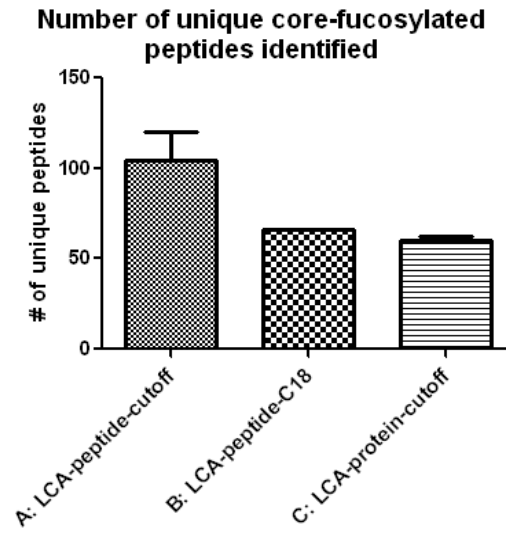 Number of unique core-fucosylated
peptides identified
# of unique peptides
150
100
50
0
A: LCA-peptide-cutoff
B: LCA-peptide-C18
C: LCA-protein-cutoff